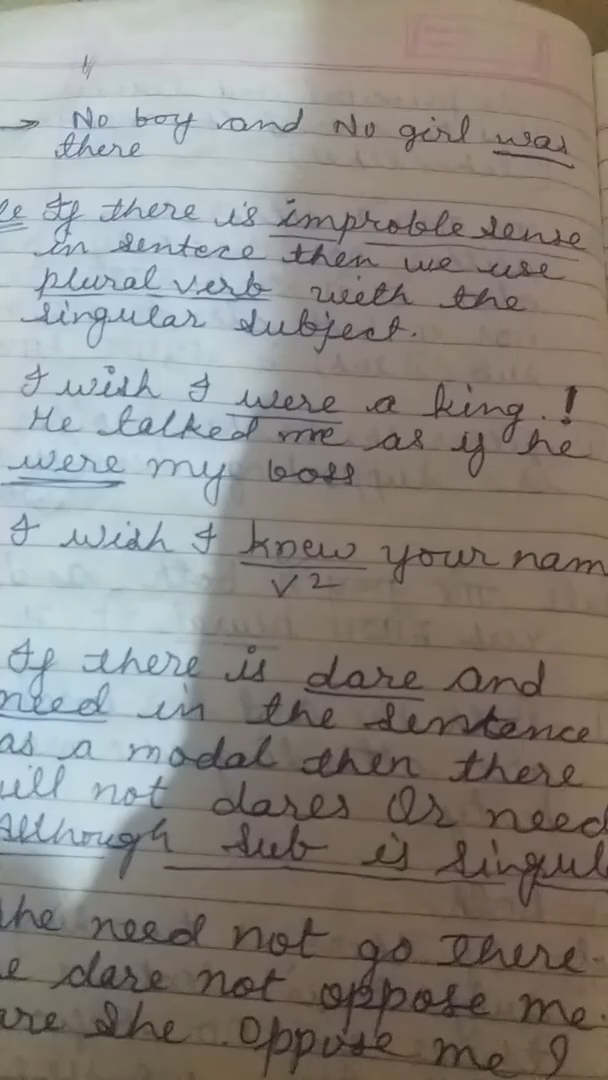 → No boy and No girl was
there
If there is improble sense
in sentece then we use
plural verb with the
singular subject.
I wish I were a king.!
He talked me as if he
were my boss
I wish I knew your nam
V2
If there is dare and
need in the sentence
as a modal then there
ill not dares Or need
Although sub is singul
he need not go there.
e dare not oppose me.
are She oppose me ?